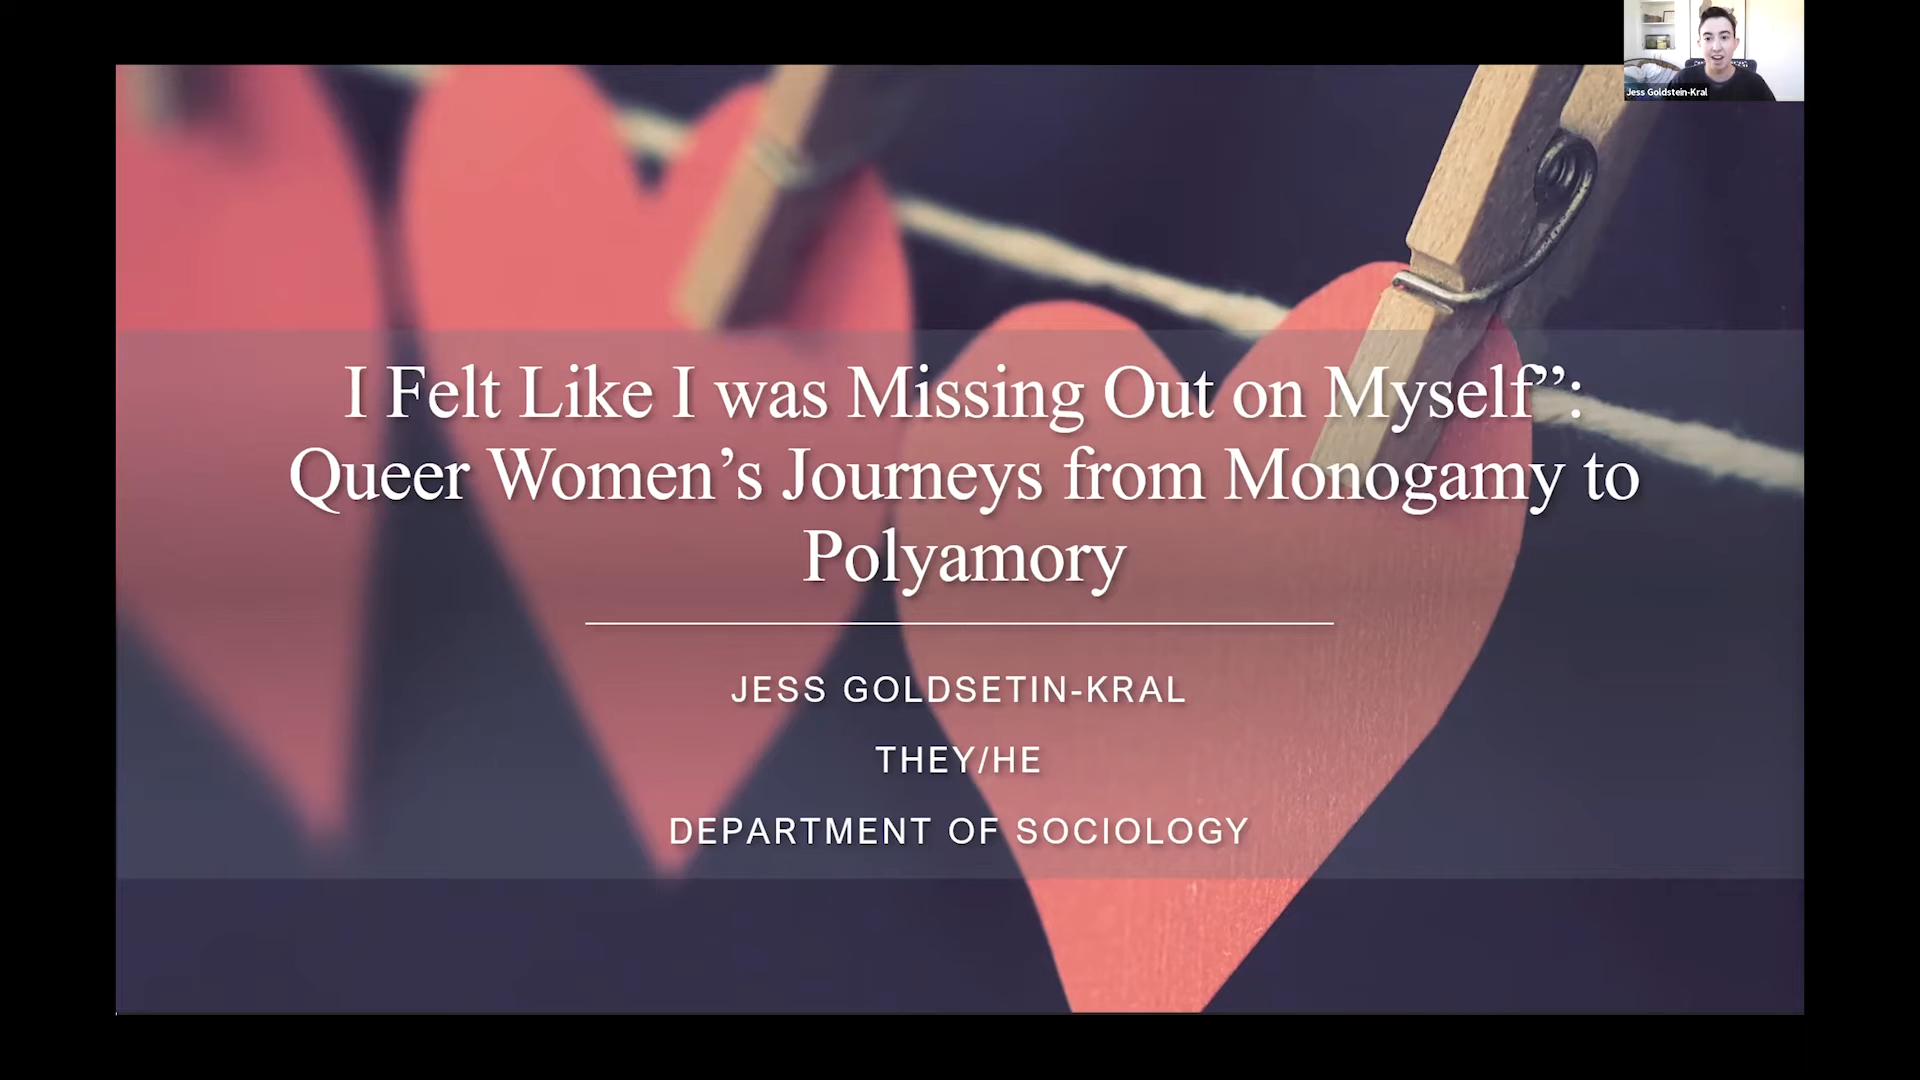 Jess Goldstein-Kral
I Felt Like I was Missing Out on Myself”:
Queer Women’s Journeys from Monogamy to
Polyamory
JESS GOLDSETIN-KRAL
THEY/HE
DEPARTMENT OF SOCIOLOGY